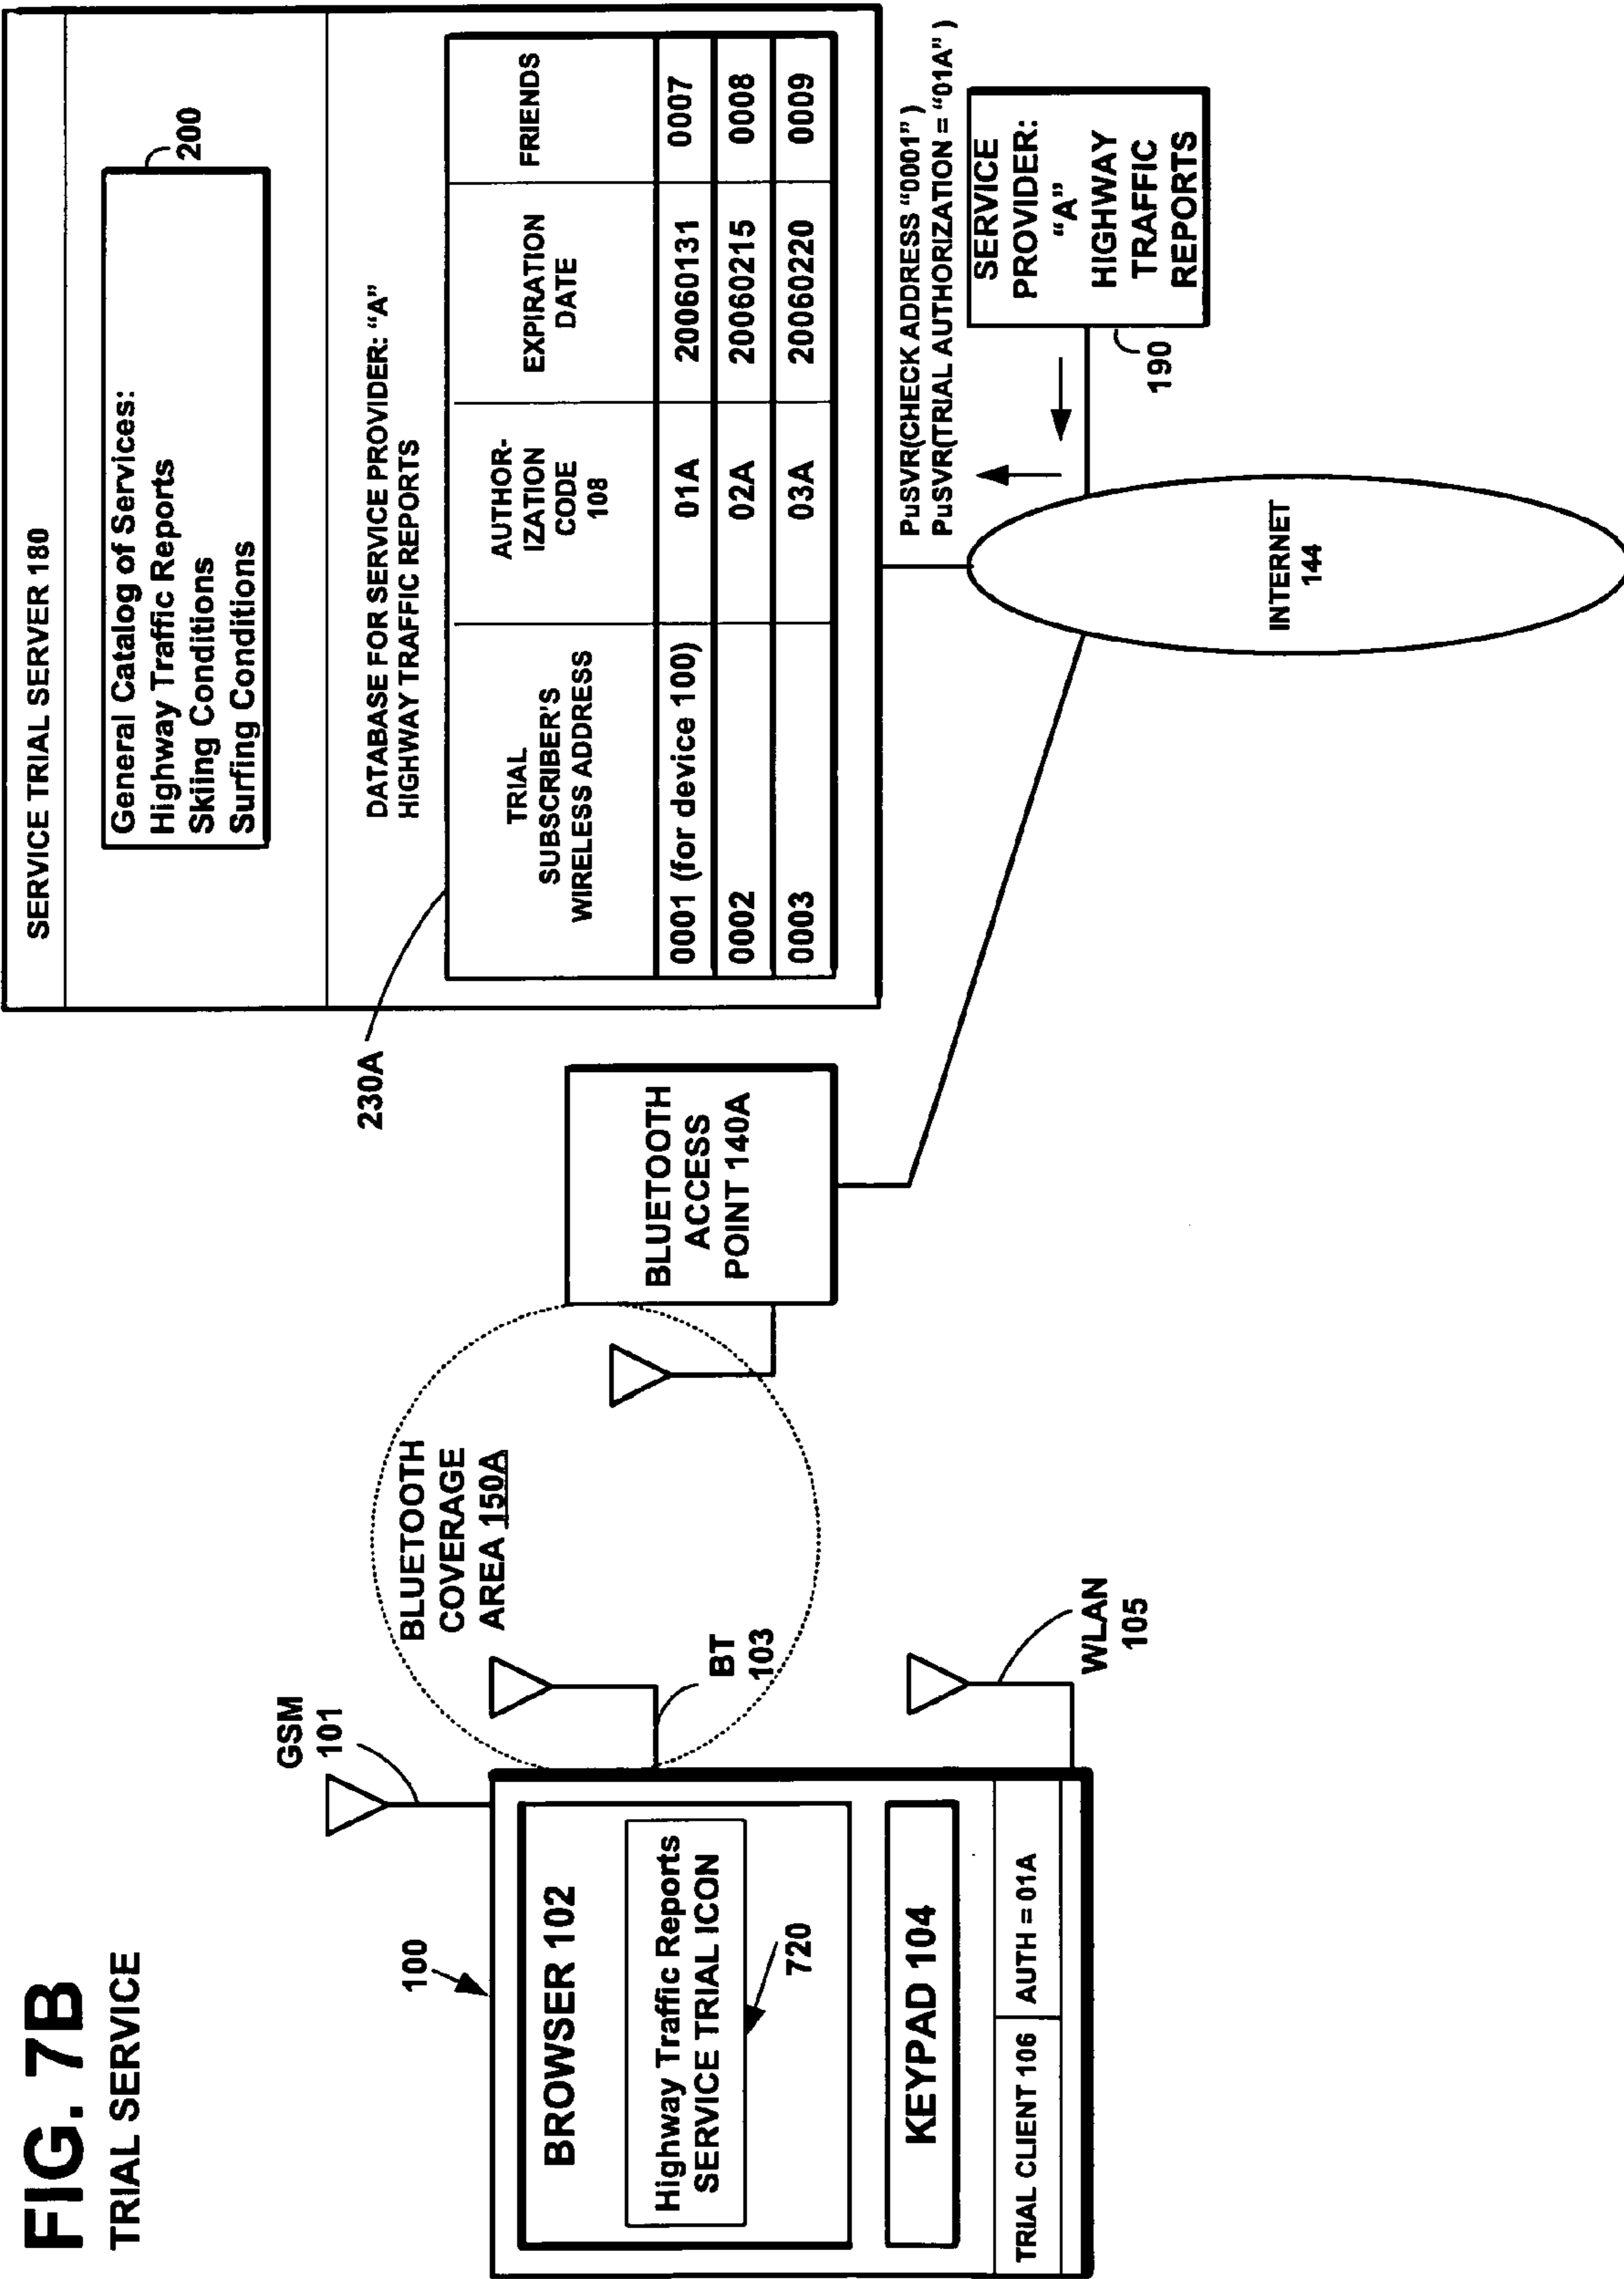 FIG. 7B
TRIAL SERVICE
SERVICE TRIAL SERVER 180
General Catalog of Services:
Highway Traffic Reports
Skiing Conditions
Surfing Conditions
200
DATABASE FOR SERVICE PROVIDER: “A”
HIGHWAY TRAFFIC REPORTS
230A
TRIAL
SUBSCRIBER'S
WIRELESS ADDRESS
AUTHOR-
IZATION
CODE
108
EXPIRATION
DATE
FRIENDS
0001 (for device 100) 01A 20060131 0007
0002 02A 20060215 0008
0003 03A 20060220 0009
PuSVR(CHECK ADDRESS “0001” )
PuSVR(TRIAL AUTHORIZATION = “01A” )
SERVICE
PROVIDER:
“A”
HIGHWAY
TRAFFIC
REPORTS
190
INTERNET
144
BLUETOOTH
ACCESS
POINT 140A
BLUETOOTH
COVERAGE
AREA 150A
GSM
101
BT
103
WLAN
105
100
BROWSER 102
Highway Traffic Reports
SERVICE TRIAL ICON
720
KEYPAD 104
TRIAL CLIENT 106 AUTH = 01A